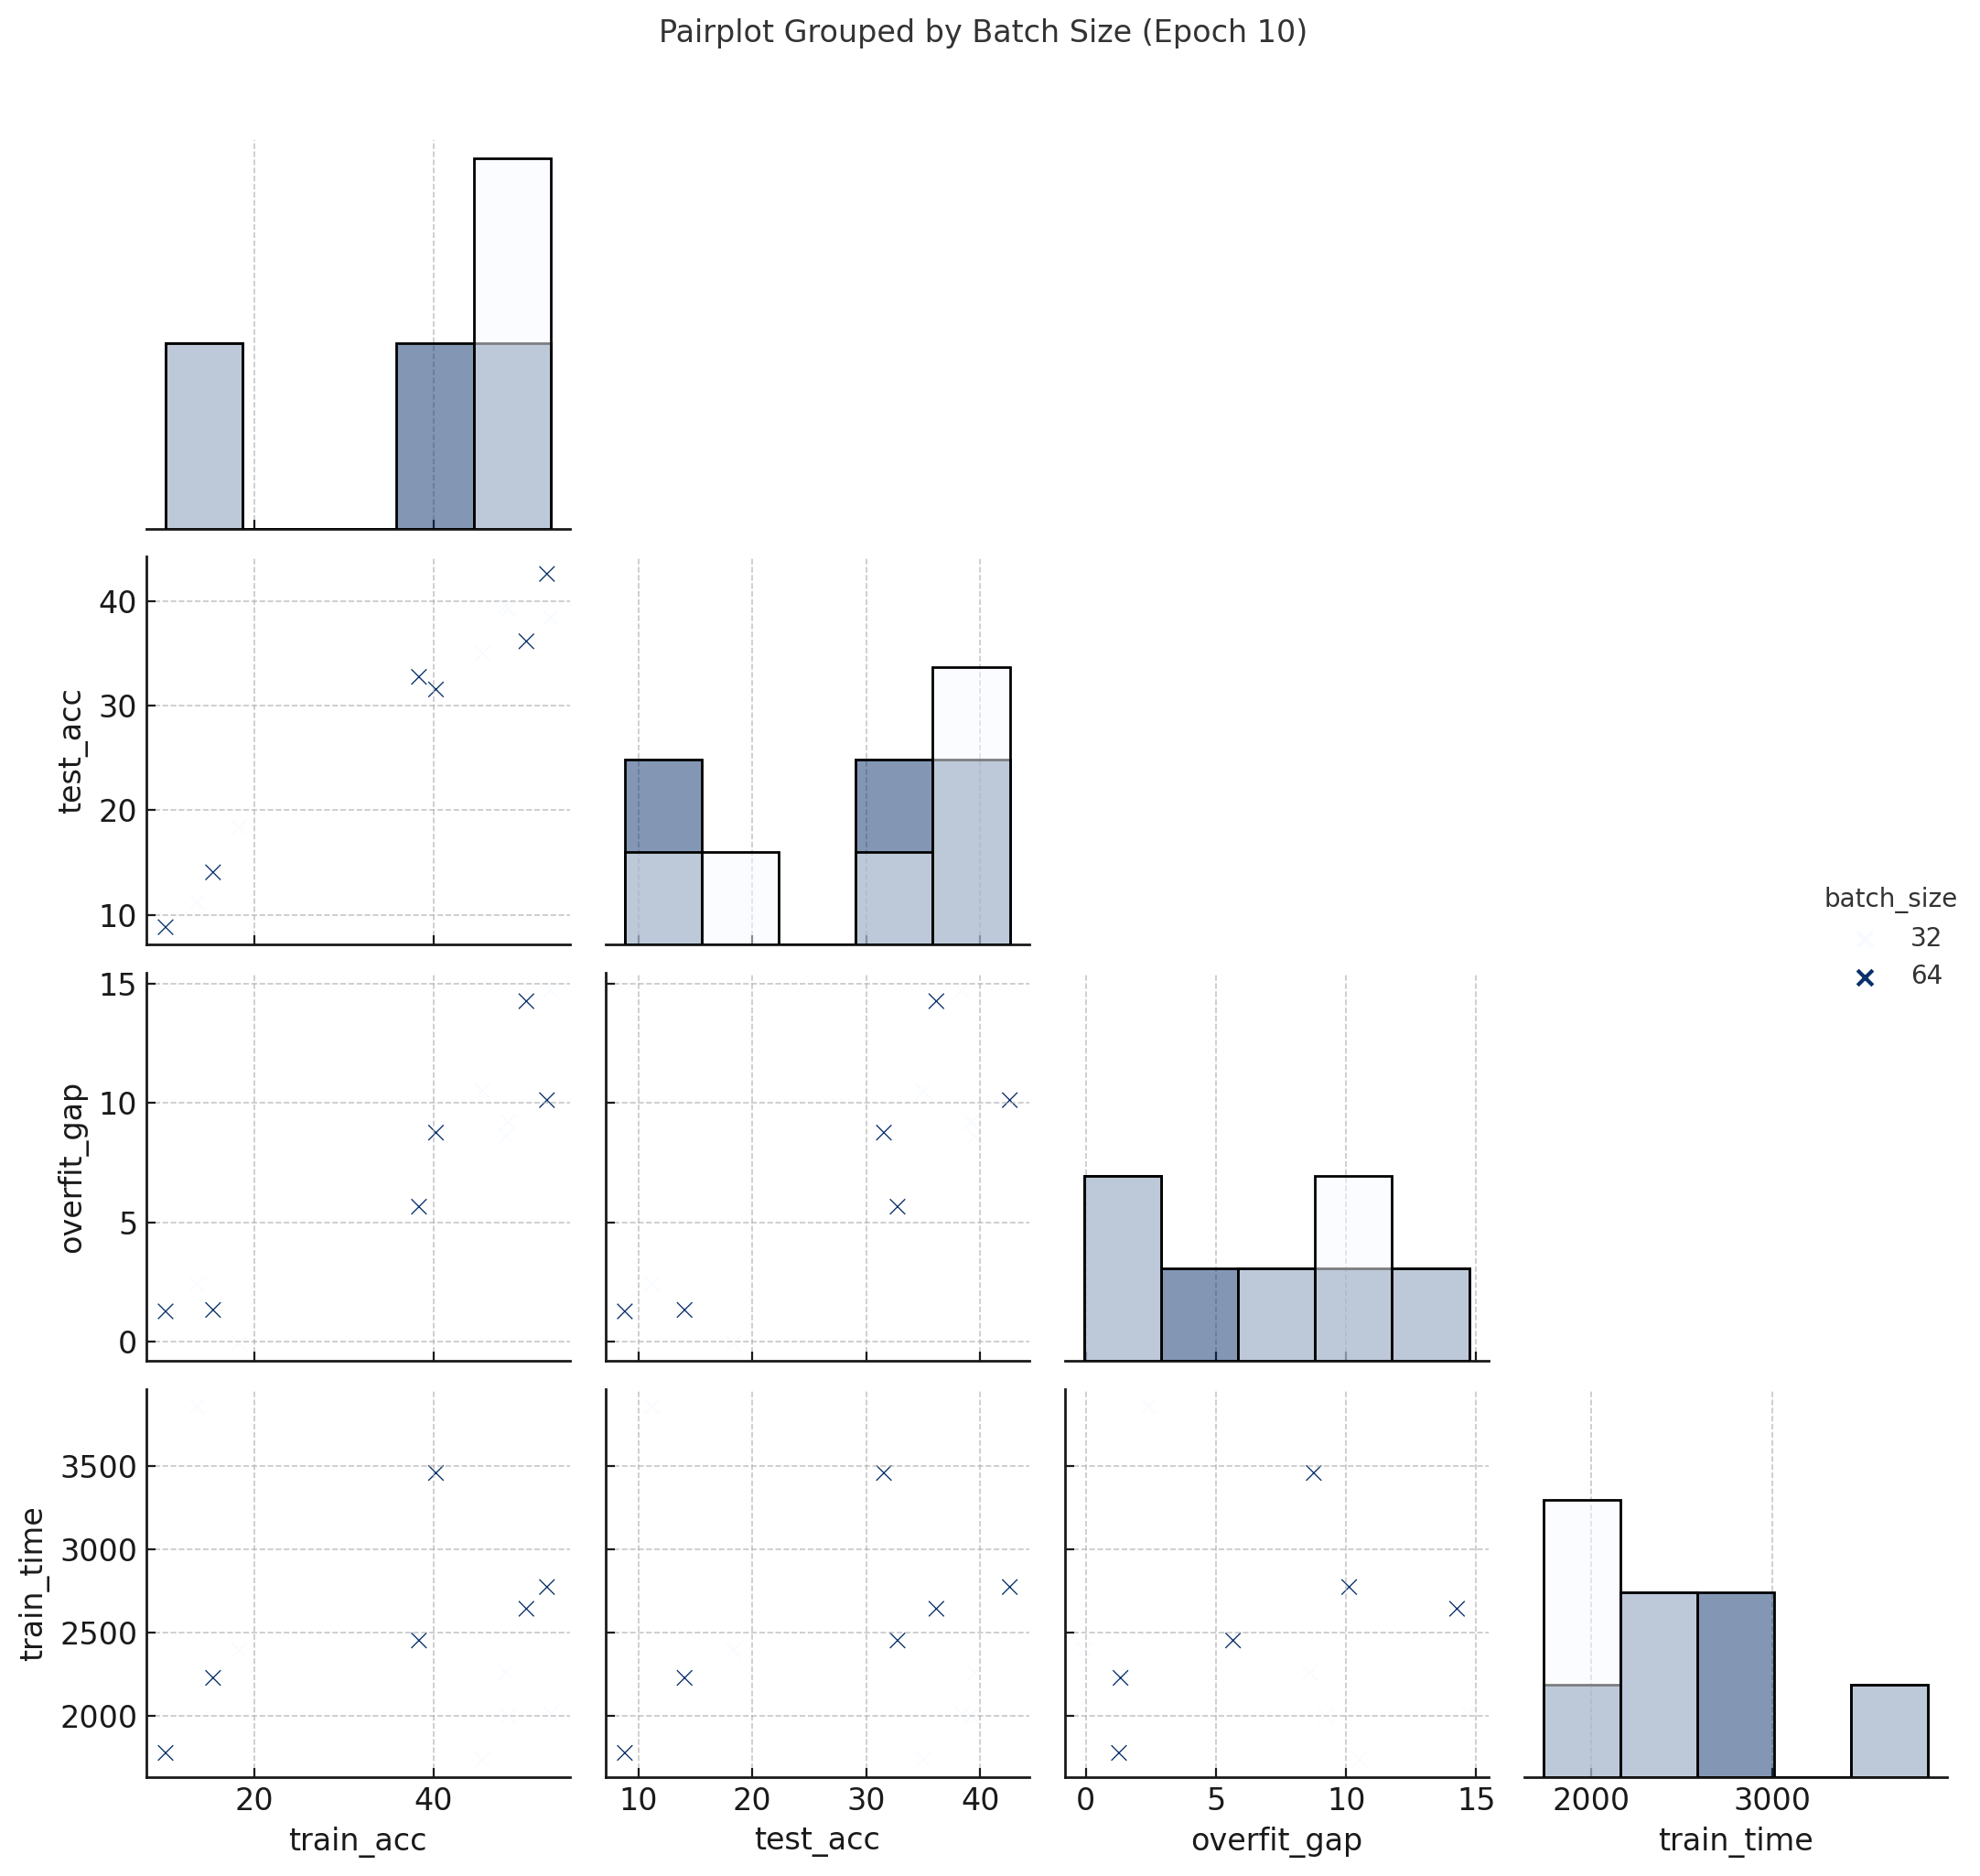 Pairplot Grouped by Batch Size (Epoch 10)
40
30
20
10
test_acc
batch_size
32
64
15
10
5
0
overfit_gap
3500
3000
2500
2000
train_time
20 40
10 20 30 40
0 5 10 15
2000 3000
train_acc
test_acc
overfit_gap
train_time